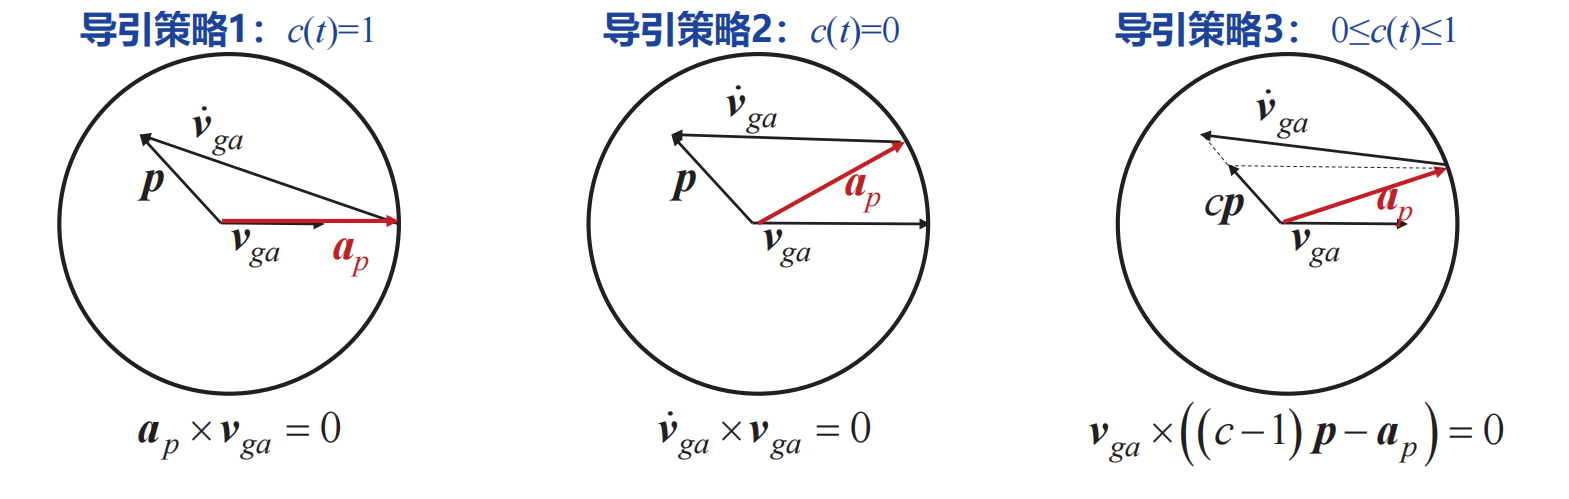 导引策略1：c(t)=1
v̇ga
p
vga
ap
ap × vga = 0
导引策略2：c(t)=0
v̇ga
p
ap
vga
v̇ga × vga = 0
导引策略3： 0≤c(t)≤1
v̇ga
cp
ap
vga
vga × ((c − 1) p − ap) = 0